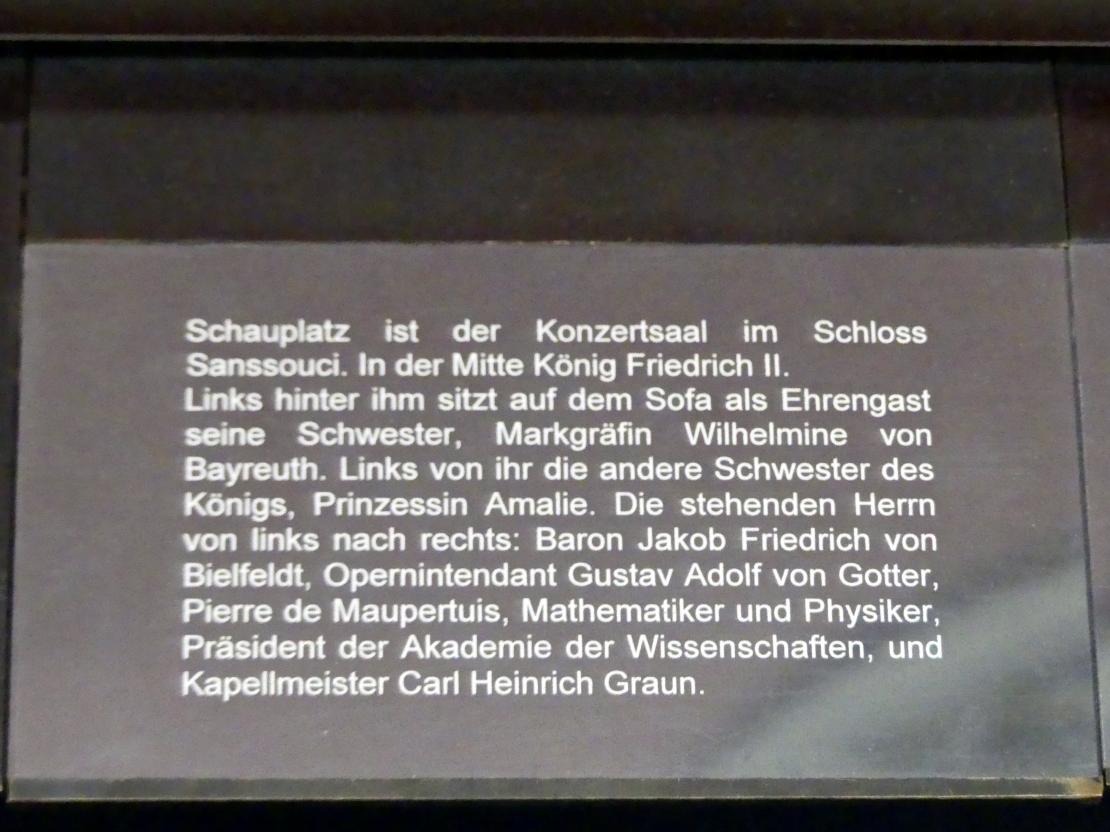 Schauplatz ist der Konzertsaal im Schloss
Sanssouci. In der Mitte König Friedrich II.
Links hinter ihm sitzt auf dem Sofa als Ehrengast
seine Schwester, Markgräfin Wilhelmine von
Bayreuth. Links von ihr die andere Schwester des
Königs, Prinzessin Amalie. Die stehenden Herrn
von links nach rechts: Baron Jakob Friedrich von
Bielfeldt, Opernintendant Gustav Adolf von Gotter,
Pierre de Maupertuis, Mathematiker und Physiker,
Präsident der Akademie der Wissenschaften, und
Kapellmeister Carl Heinrich Graun.